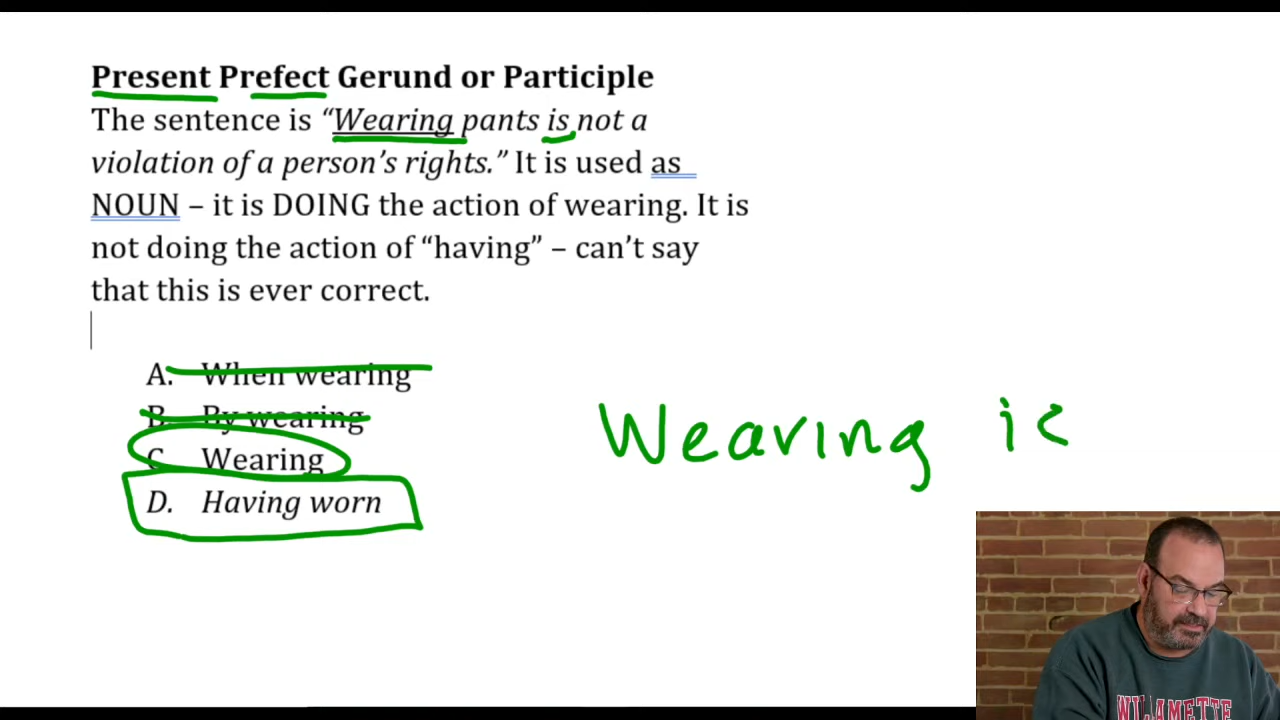 Present Prefect Gerund or Participle
The sentence is “Wearing pants is not a
violation of a person’s rights.” It is used as
NOUN – it is DOING the action of wearing. It is
not doing the action of “having” – can’t say
that this is ever correct.
A. When wearing
B. By wearing
C. Wearing
D. Having worn
Wearing is
WILAMETTE